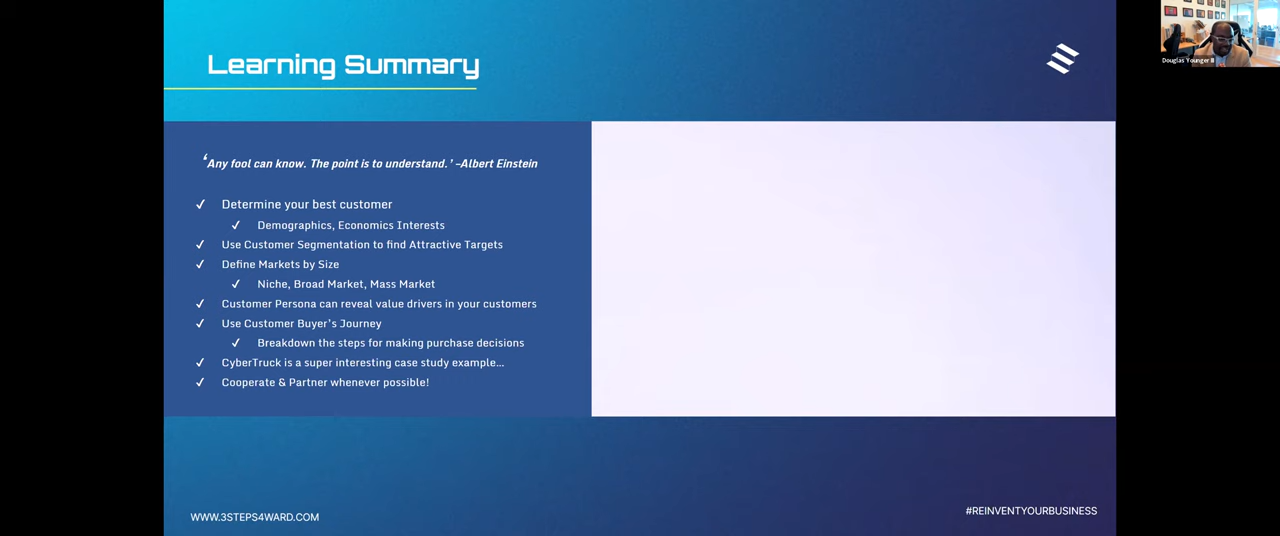 Learning Summary
Douglas Younger II
‘Any fool can know. The point is to understand.’ –Albert Einstein
✓ Determine your best customer
✓ Demographics, Economics Interests
✓ Use Customer Segmentation to find Attractive Targets
✓ Define Markets by Size
✓ Niche, Broad Market, Mass Market
✓ Customer Persona can reveal value drivers in your customers
✓ Use Customer Buyer’s Journey
✓ Breakdown the steps for making purchase decisions
✓ CyberTruck is a super interesting case study example...
✓ Cooperate & Partner whenever possible!
WWW.3STEPS4WARD.COM
#REINVENTYOURBUSINESS